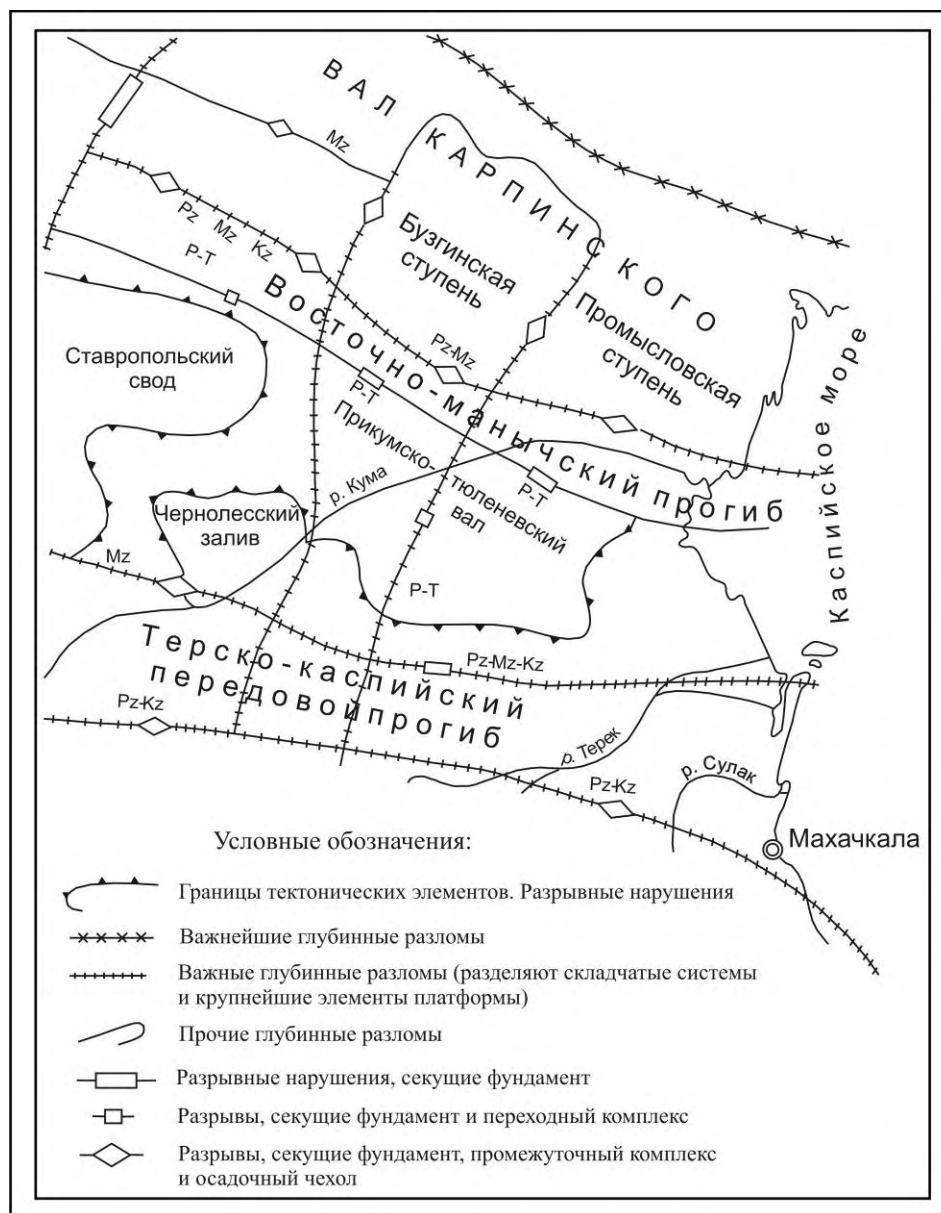 ВАЛ КАРПИНСКОГО
Mz
Pz Mz Kz
P-T
Бузгинская
ступень
Восточно-манычский прогиб
Промысловская
ступень
Ставропольский
свод
Pz-Mz
P-T
Прикумско-
тюленевский
вал
р. Кума
P-T
Каспийское море
Чернолесский
залив
Mz
P-T
Терско-каспийский
передовой прогиб
Pz-Mz-Kz
Pz-Kz
р. Терек
р. Сулак
Pz-Kz
Махачкала
Условные обозначения:
Границы тектонических элементов. Разрывные нарушения
Важнейшие глубинные разломы
Важные глубинные разломы (разделяют складчатые системы
и крупнейшие элементы платформы)
Прочие глубинные разломы
Разрывные нарушения, секущие фундамент
Разрывы, секущие фундамент и переходный комплекс
Разрывы, секущие фундамент, промежуточный комплекс
и осадочный чехол